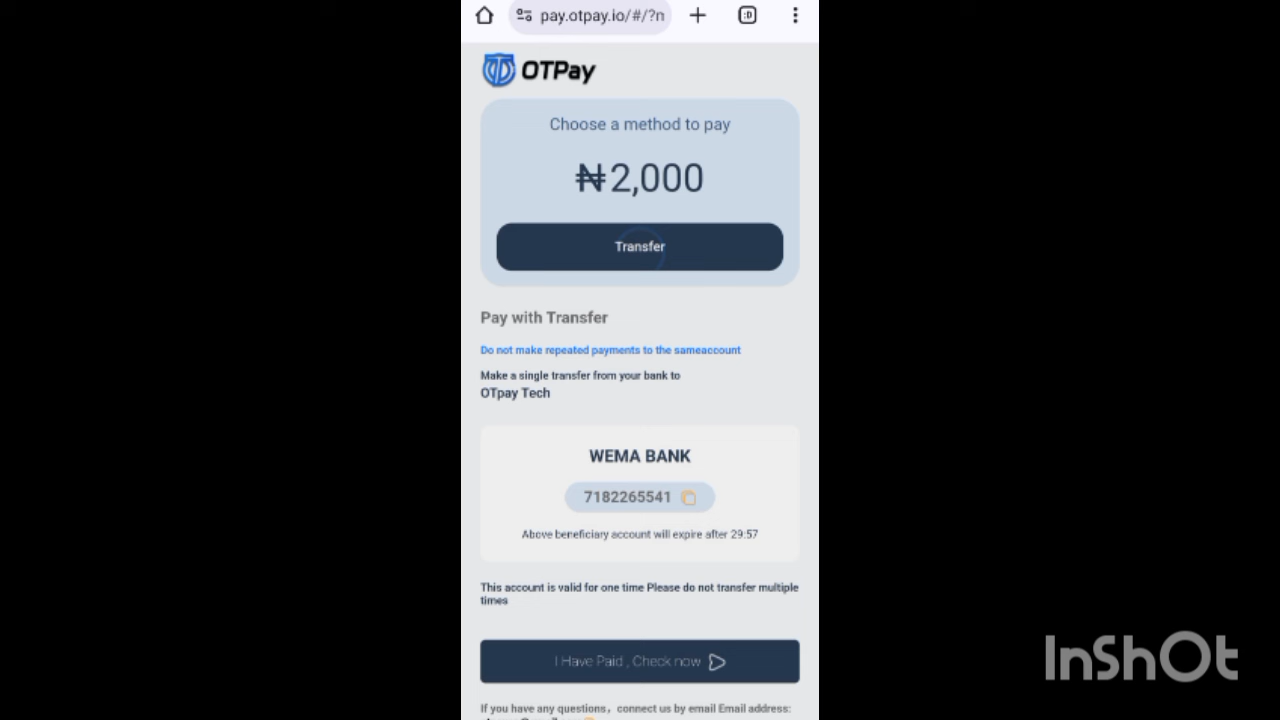 pay.otpay.io/#/?n
:D
OTPay
Choose a method to pay
₦2,000
Transfer
Pay with Transfer
Do not make repeated payments to the sameaccount
Make a single transfer from your bank to
OTpay Tech
WEMA BANK
7182265541
Above beneficiary account will expire after 29:57
This account is valid for one time Please do not transfer multiple
times
I Have Paid , Check now
If you have any questions，connect us by email Email address:
InShOt